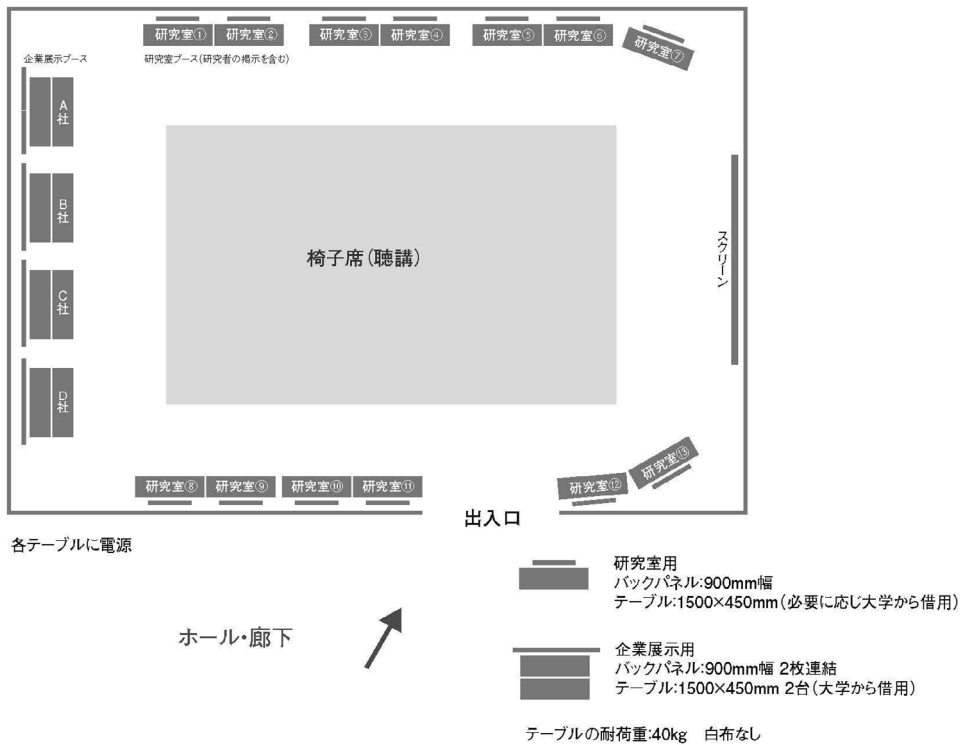 研究室①
研究室②
研究室③
研究室④
研究室⑤
研究室⑥
研究室⑦
企業展示ブース
研究室ブース(研究者の掲示を含む)
A社
B社
C社
D社
椅子席(聴講)
スクリーン
研究室⑧
研究室⑨
研究室⑩
研究室⑪
研究室⑫
研究室⑬
出入口
各テーブルに電源
ホール・廊下
研究室用
バックパネル:900mm幅
テーブル:1500×450mm(必要に応じ大学から借用)
企業展示用
バックパネル:900mm幅 2枚連結
テーブル:1500×450mm 2台(大学から借用)
テーブルの耐荷重:40kg 白布なし